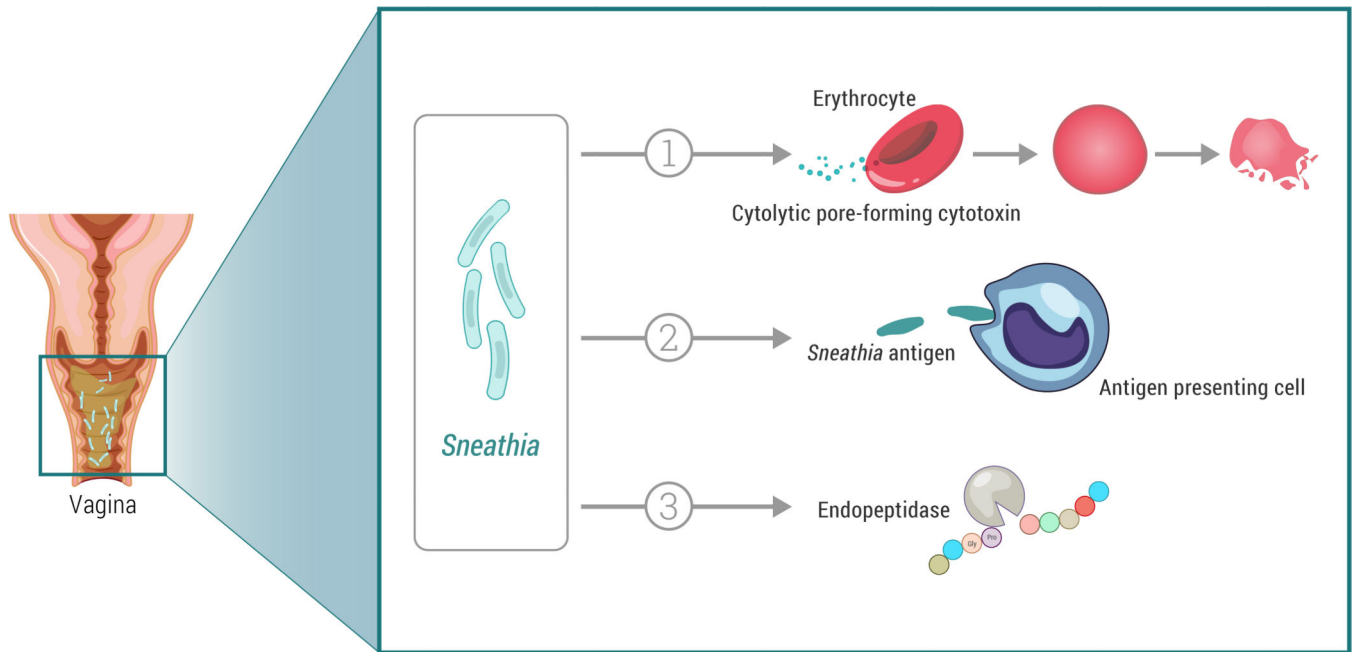 Vagina
Sneathia
1
Erythrocyte
Cytolytic pore-forming cytotoxin
2
Sneathia antigen
Antigen presenting cell
3
Endopeptidase
Gly
Pro